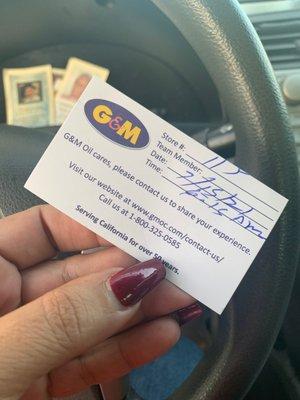 G&M
Store #:
Team Member:
Date:
Time:
G&M Oil cares, please contact us to share your experience.
Visit our website at www.gmoc.com/contact-us/
Call us at 1-800-325-0585
Serving California for over 50 years.